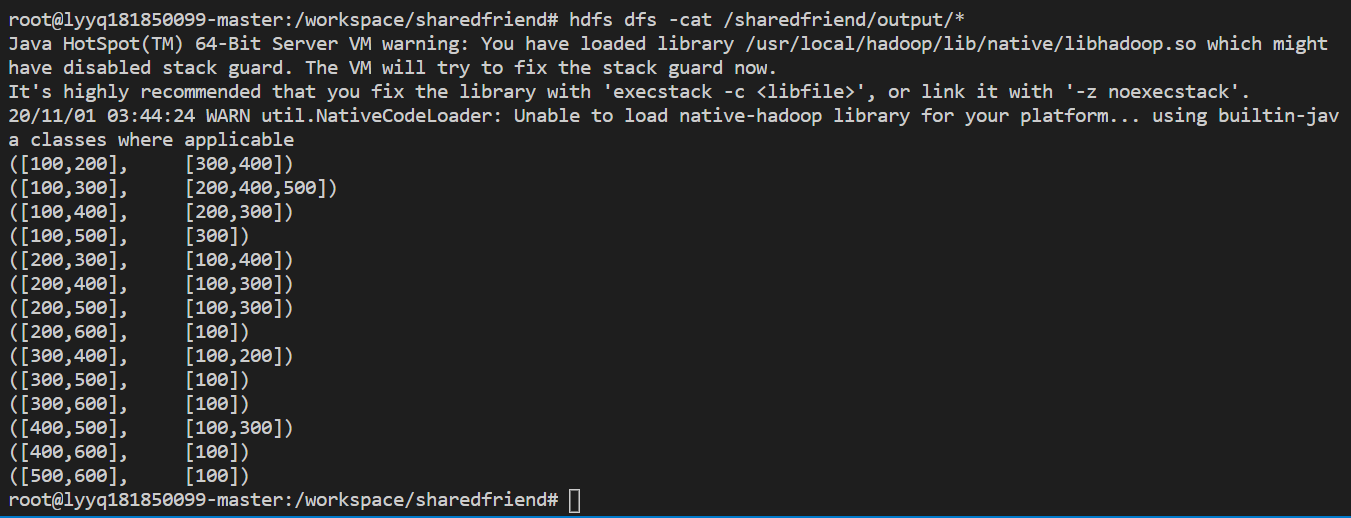 root@lyyq181850099-master:/workspace/sharedfriend# hdfs dfs -cat /sharedfriend/output/*
Java HotSpot(TM) 64-Bit Server VM warning: You have loaded library /usr/local/hadoop/lib/native/libhadoop.so which might
have disabled stack guard. The VM will try to fix the stack guard now.
It's highly recommended that you fix the library with 'execstack -c <libfile>', or link it with '-z noexecstack'.
20/11/01 03:44:24 WARN util.NativeCodeLoader: Unable to load native-hadoop library for your platform... using builtin-jav
a classes where applicable
([100,200],     [300,400])
([100,300],     [200,400,500])
([100,400],     [200,300])
([100,500],     [300])
([200,300],     [100,400])
([200,400],     [100,300])
([200,500],     [100,300])
([200,600],     [100])
([300,400],     [100,200])
([300,500],     [100])
([300,600],     [100])
([400,500],     [100,300])
([400,600],     [100])
([500,600],     [100])
root@lyyq181850099-master:/workspace/sharedfriend#